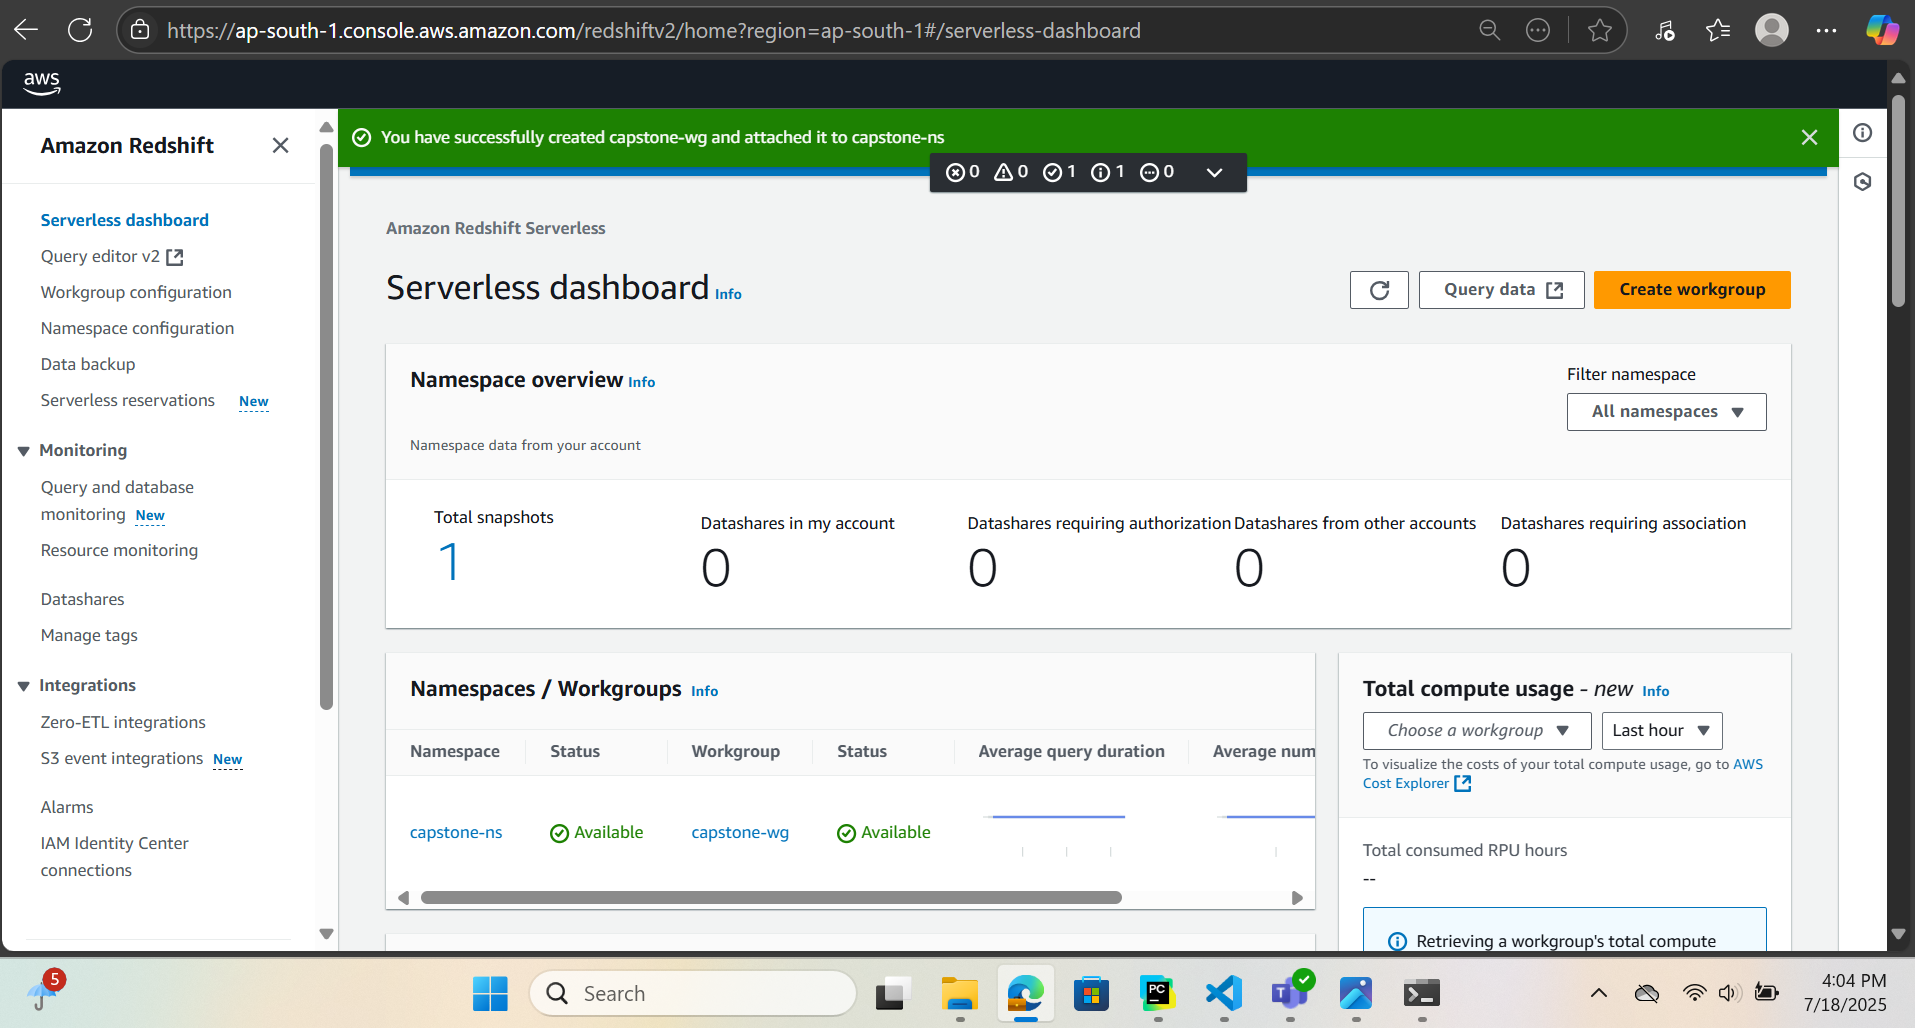 https://ap-south-1.console.aws.amazon.com/redshiftv2/home?region=ap-south-1#/serverless-dashboard
aws
Amazon Redshift
Serverless dashboard
Query editor v2
Workgroup configuration
Namespace configuration
Data backup
Serverless reservations New
Monitoring
Query and database
monitoring New
Resource monitoring
Datashares
Manage tags
Integrations
Zero-ETL integrations
S3 event integrations New
Alarms
IAM Identity Center
connections
You have successfully created capstone-wg and attached it to capstone-ns
0 0 1 1 0
Amazon Redshift Serverless
Serverless dashboard Info
Query data
Create workgroup
Namespace overview Info
Namespace data from your account
Filter namespace
All namespaces
Total snapshots
1
Datashares in my account
0
Datashares requiring authorization
0
Datashares from other accounts
0
Datashares requiring association
0
Namespaces / Workgroups Info
Namespace Status Workgroup Status Average query duration Average num
capstone-ns Available capstone-wg Available
Total compute usage - new Info
Choose a workgroup Last hour
To visualize the costs of your total compute usage, go to AWS
Cost Explorer
Total consumed RPU hours
--
Retrieving a workgroup's total compute
5
Search
PC
T
4:04 PM
7/18/2025